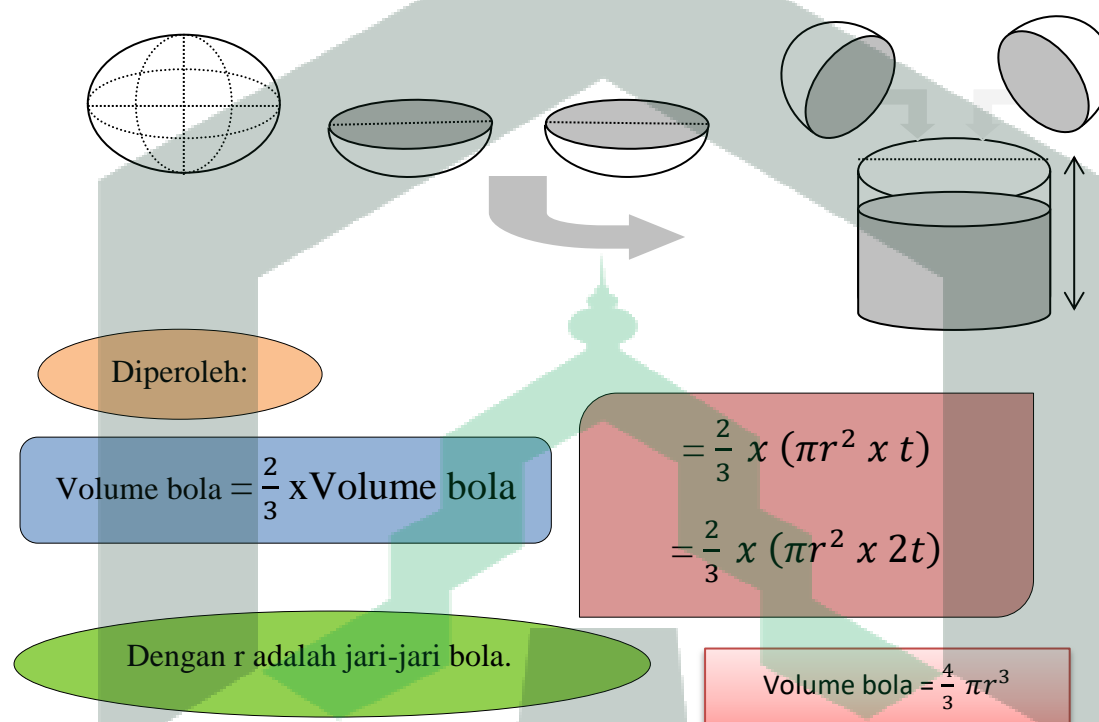 Diperoleh:
Volume bola = 2/3 xVolume bola
= 2/3 x (πr² x t)
= 2/3 x (πr² x 2t)
Dengan r adalah jari-jari bola.
Volume bola = 4/3 πr³